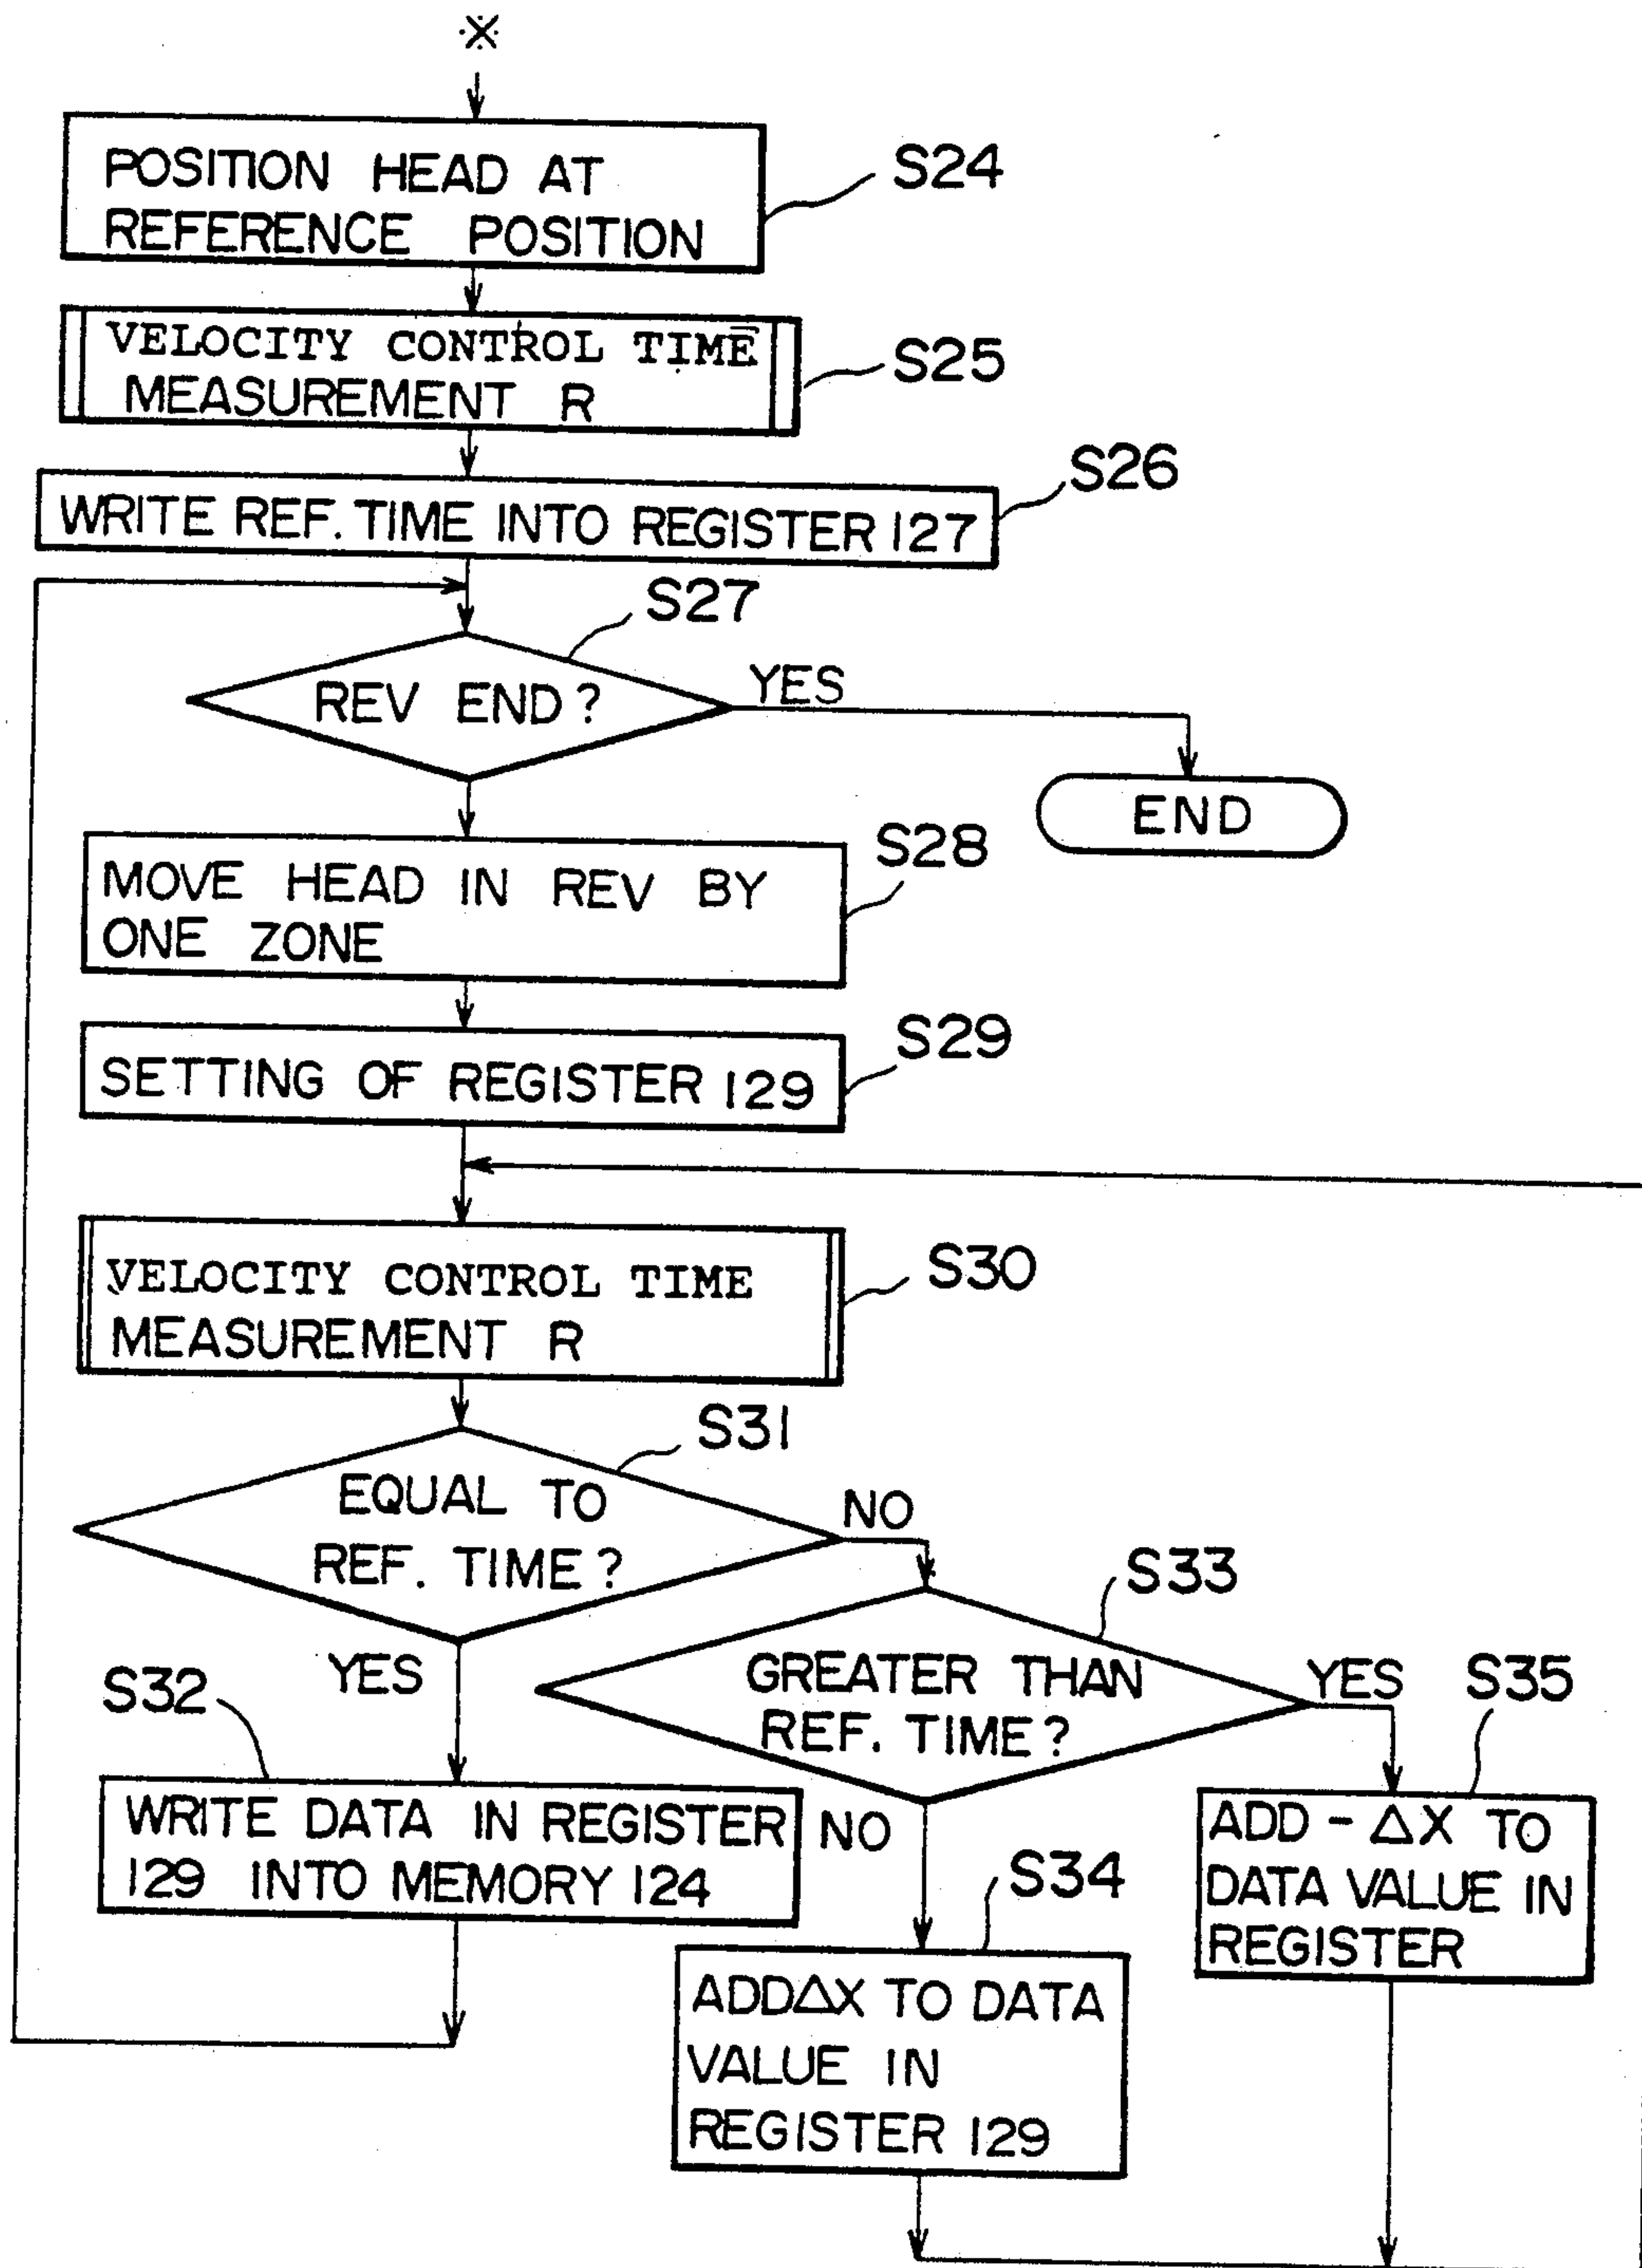 ※
POSITION HEAD AT
REFERENCE POSITION
S24
VELOCITY CONTROL TIME
MEASUREMENT R
S25
WRITE REF. TIME INTO REGISTER 127
S26
S27
REV END?
YES
END
MOVE HEAD IN REV BY
ONE ZONE
S28
SETTING OF REGISTER 129
S29
VELOCITY CONTROL TIME
MEASUREMENT R
S30
S31
EQUAL TO
REF. TIME?
NO
YES
S33
GREATER THAN
REF. TIME?
YES
NO
S32
WRITE DATA IN REGISTER
129 INTO MEMORY 124
S34
ADD∆X TO DATA
VALUE IN
REGISTER 129
S35
ADD -∆X TO
DATA VALUE IN
REGISTER